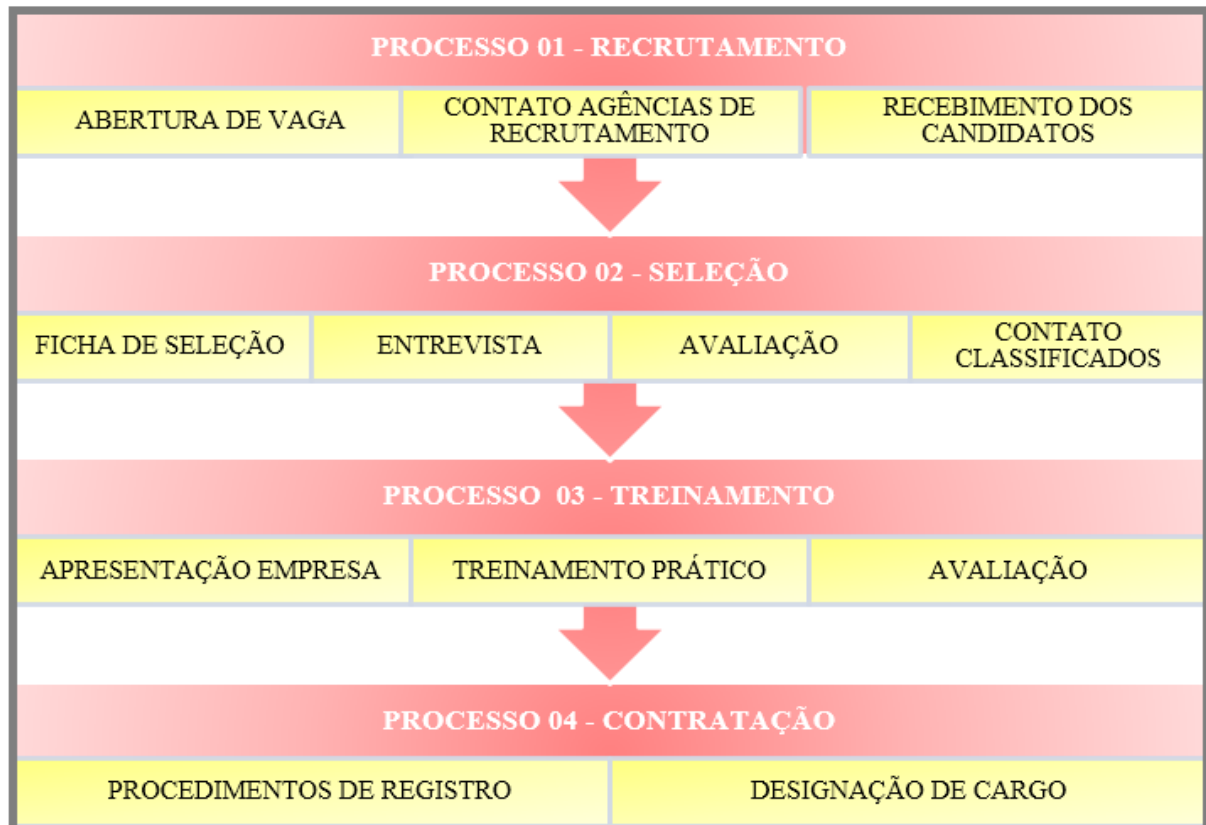 PROCESSO 01 - RECRUTAMENTO
ABERTURA DE VAGA
CONTATO AGÊNCIAS DE
RECRUTAMENTO
RECEBIMENTO DOS
CANDIDATOS
PROCESSO 02 - SELEÇÃO
FICHA DE SELEÇÃO
ENTREVISTA
AVALIAÇÃO
CONTATO
CLASSIFICADOS
PROCESSO  03 - TREINAMENTO
APRESENTAÇÃO EMPRESA
TREINAMENTO PRÁTICO
AVALIAÇÃO
PROCESSO 04 - CONTRATAÇÃO
PROCEDIMENTOS DE REGISTRO
DESIGNAÇÃO DE CARGO